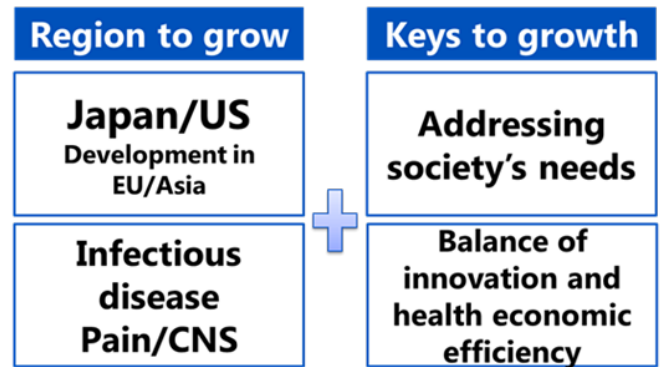 Region to grow
Japan/US
Development in
EU/Asia
Infectious
disease
Pain/CNS
Keys to growth
Addressing
society’s needs
Balance of
innovation and
health economic
efficiency